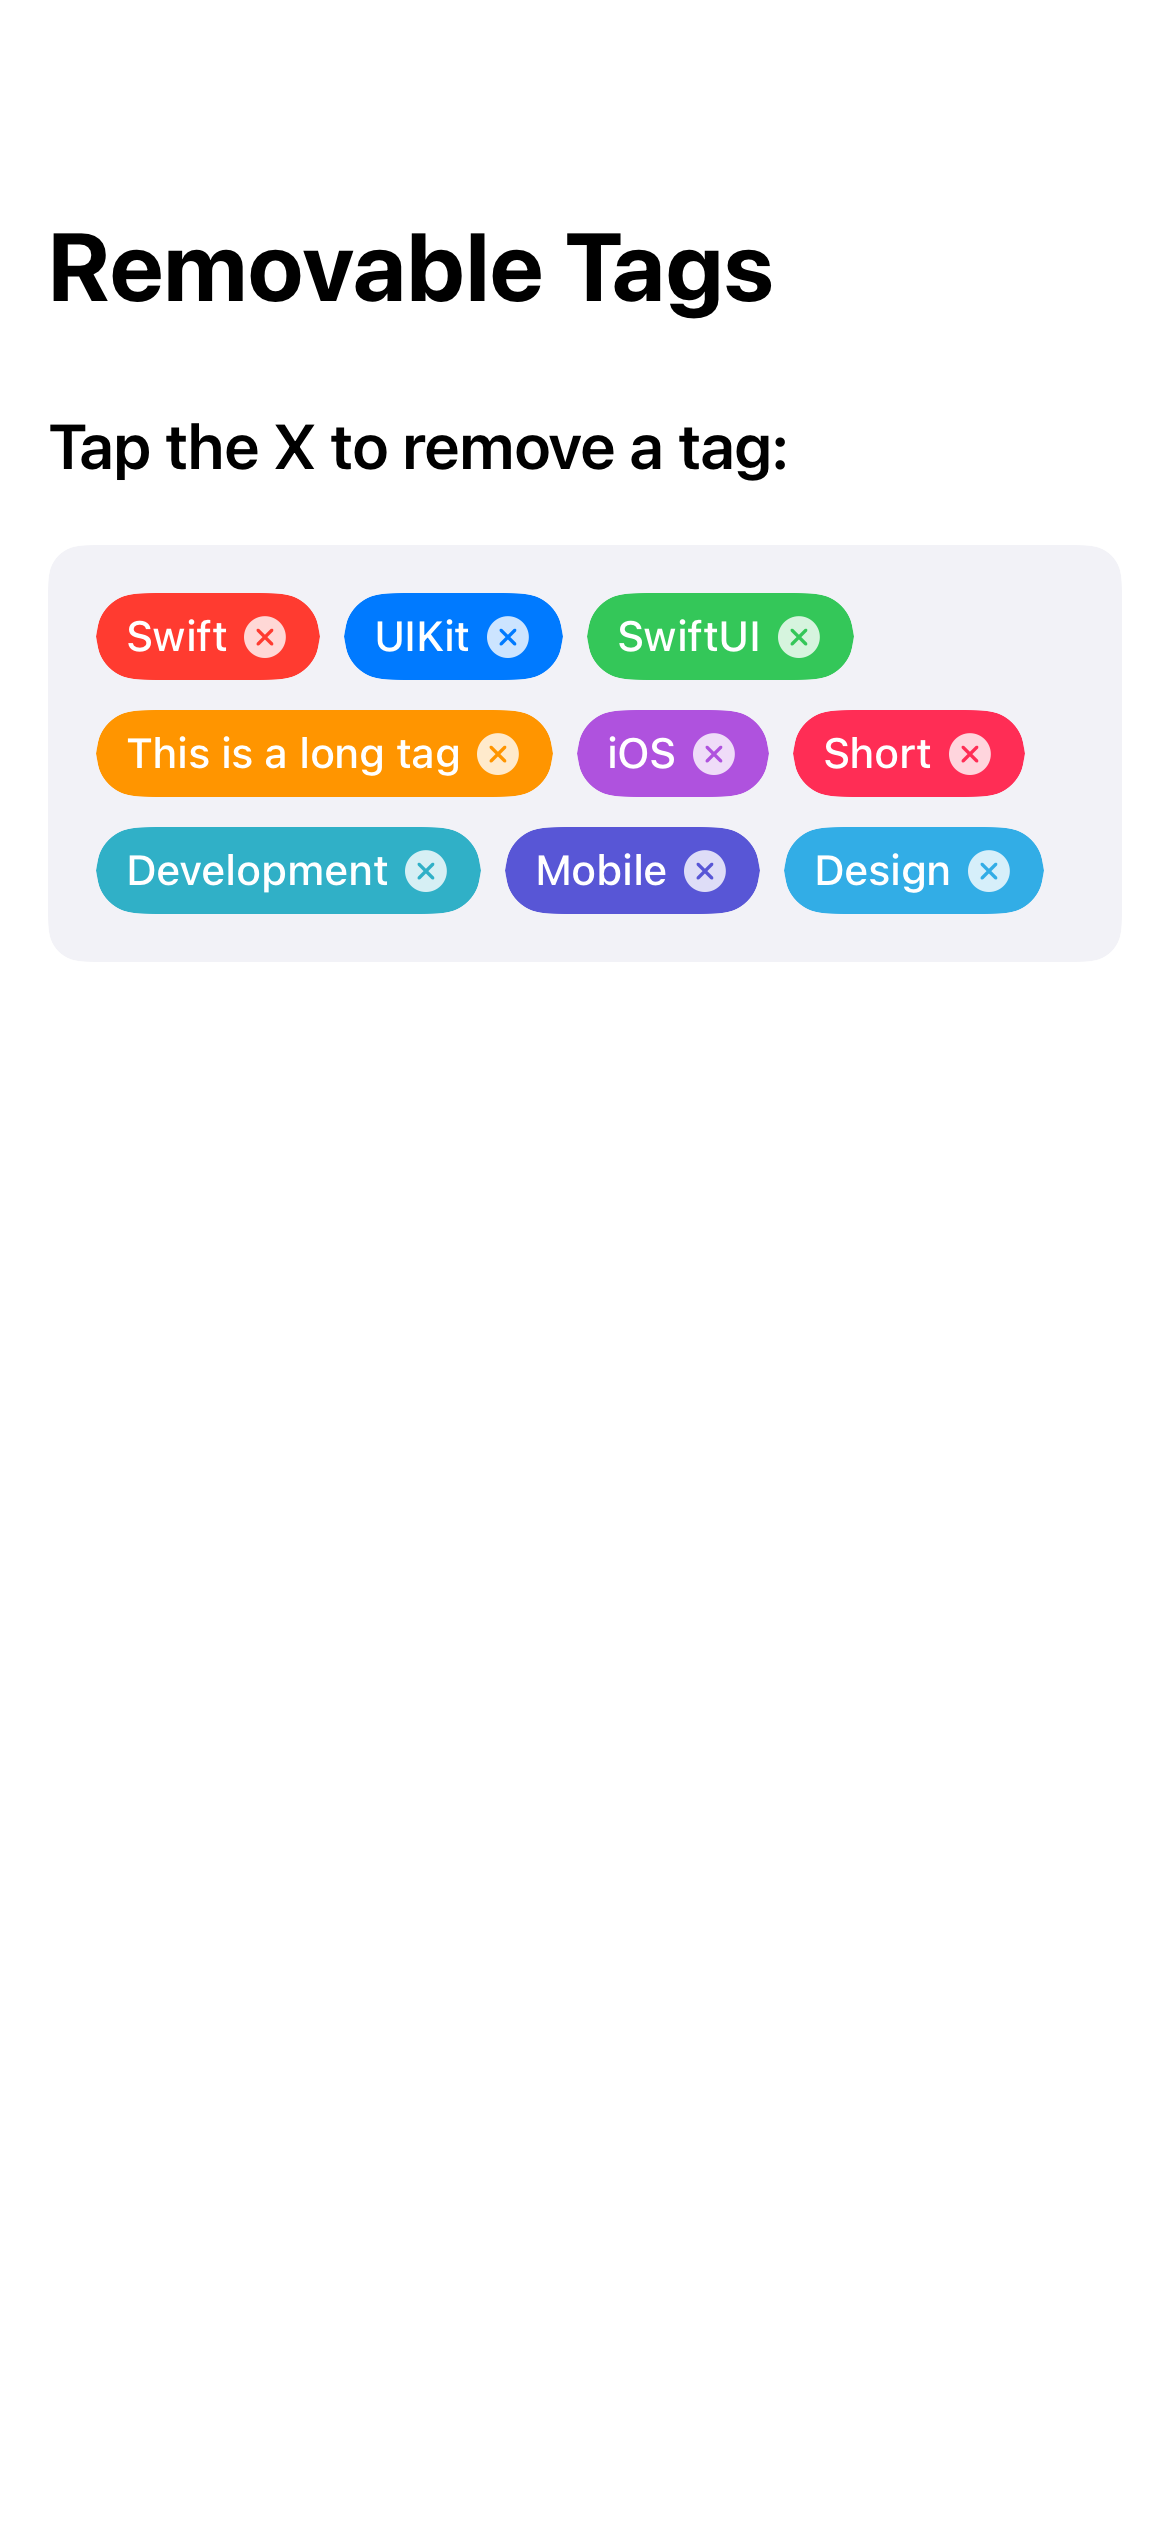 Removable Tags
Tap the X to remove a tag:
Swift UIKit SwiftUI
This is a long tag iOS Short
Development Mobile Design